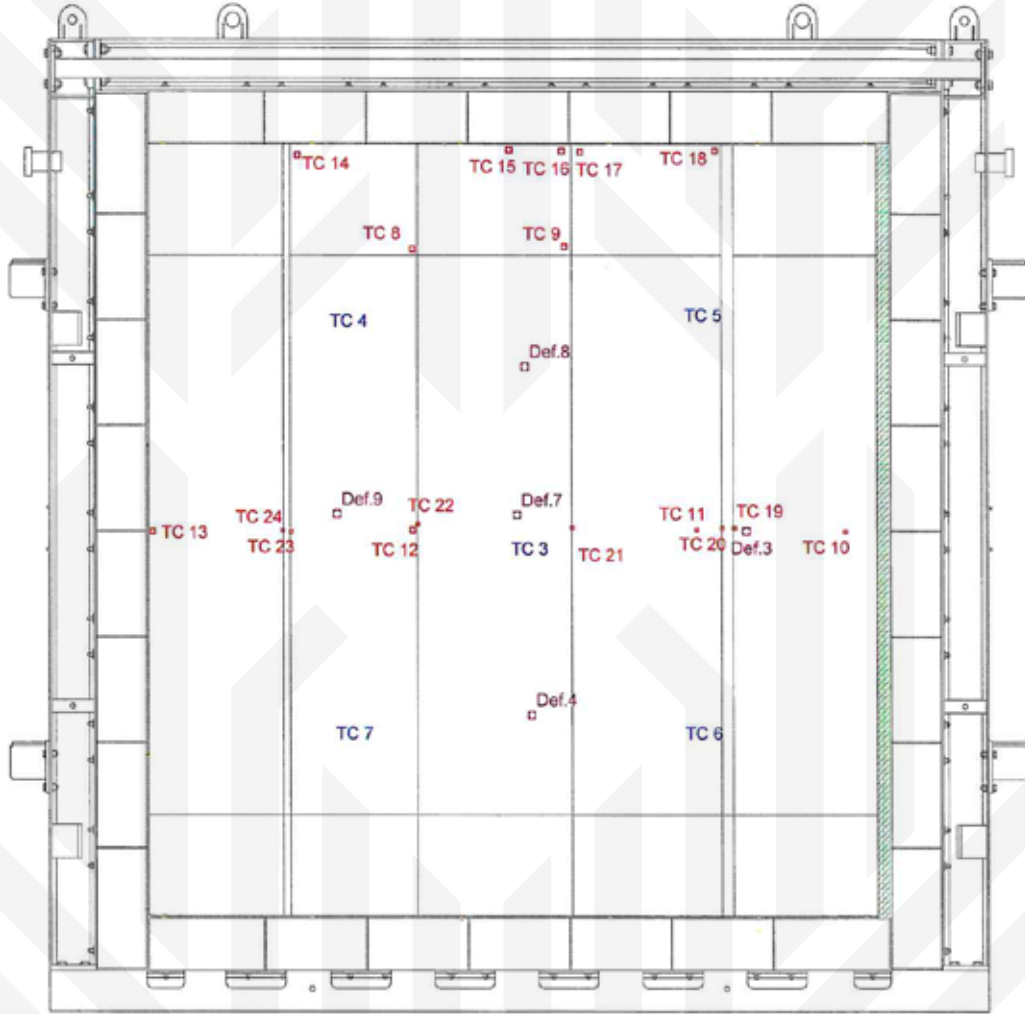 TC 14
TC 15
TC 16
TC 17
TC 18
TC 8
TC 9
TC 4
TC 5
Def.8
Def.9
Def.7
TC 13
TC 24
TC 23
TC 22
TC 12
TC 3
TC 21
TC 11
TC 20
TC 19
Def.3
TC 10
Def.4
TC 7
TC 6